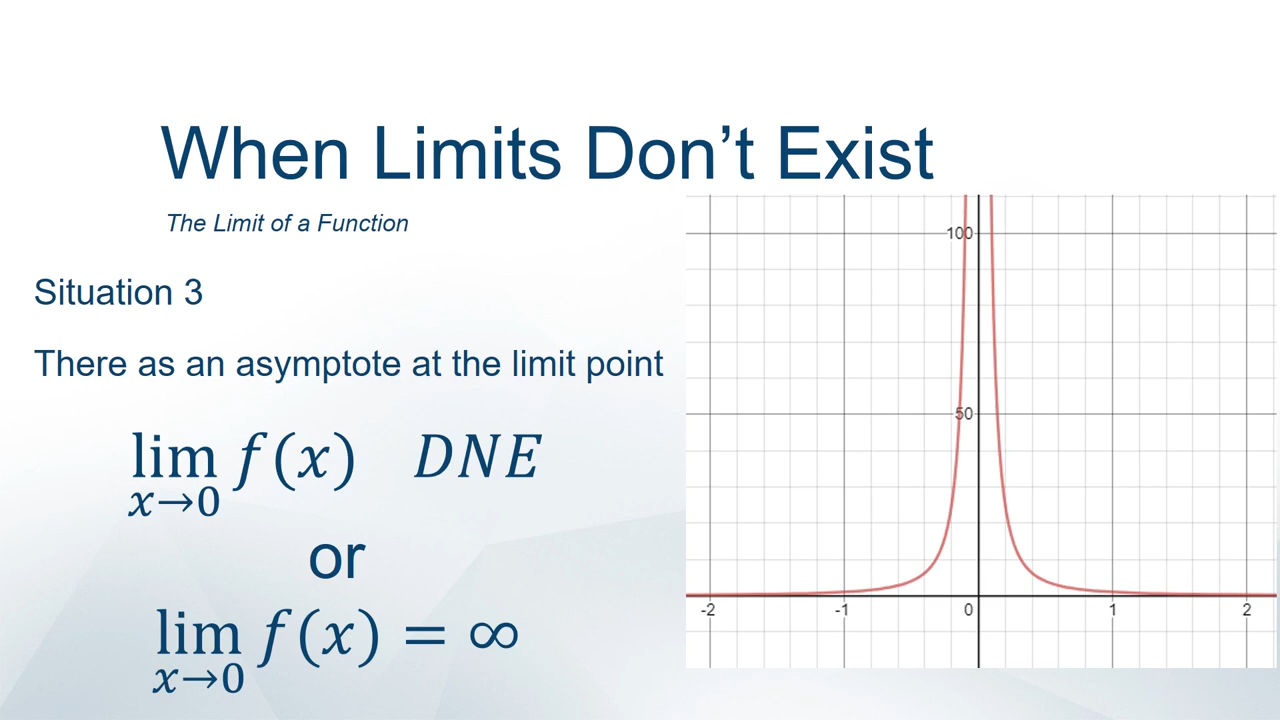 When Limits Don't Exist
The Limit of a Function
Situation 3
There as an asymptote at the limit point
lim f(x) DNE
x→0
or
lim f(x) = ∞
x→0
100
50
-2 -1 0 1 2